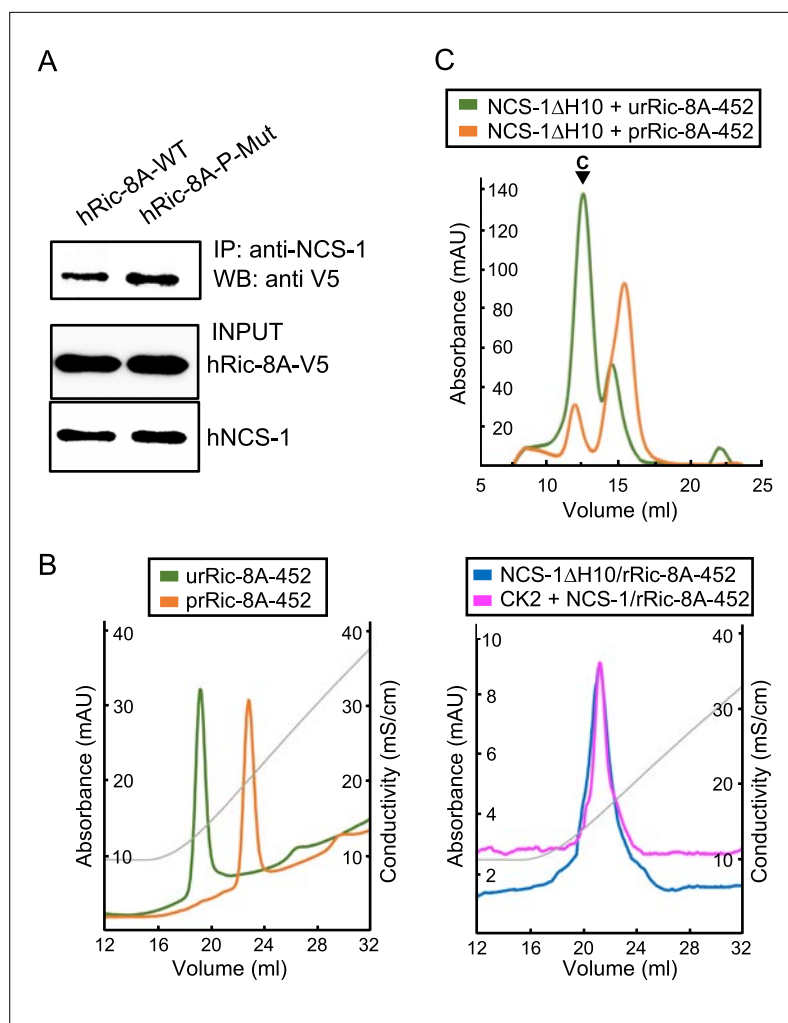 A
hRic-8A-WT
hRic-8A-P-Mut
IP: anti-NCS-1
WB: anti V5
INPUT
hRic-8A-V5
hNCS-1
C
NCS-1ΔH10 + urRic-8A-452
NCS-1ΔH10 + prRic-8A-452
C
Absorbance (mAU)
140
120
100
80
60
40
20
5 10 15 20 25
Volume (ml)
B
urRic-8A-452
prRic-8A-452
Absorbance (mAU)
40
30
20
10
40
30
20
10
Conductivity (mS/cm)
12 16 20 24 28 32
Volume (ml)
NCS-1ΔH10/rRic-8A-452
CK2 + NCS-1/rRic-8A-452
Absorbance (mAU)
10
8
6
4
2
40
30
20
10
Conductivity (mS/cm)
12 16 20 24 28 32
Volume (ml)